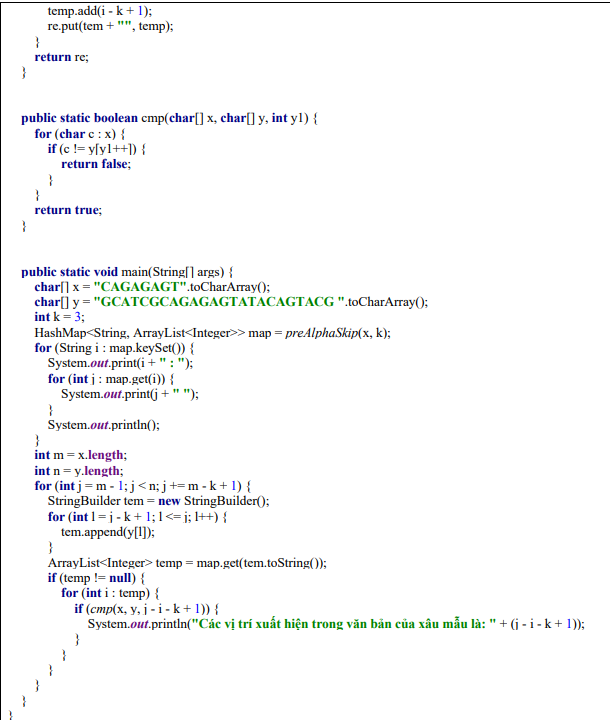 temp.add(i - k + 1);
re.put(tem + "", temp);
}
return re;
}
public static boolean cmp(char[] x, char[] y, int y1) {
for (char c : x) {
if (c != y[y1++]) {
return false;
}
}
return true;
}
public static void main(String[] args) {
char[] x = "CAGAGAGT".toCharArray();
char[] y = "GCATCGCAGAGAGTATACAGTACG ".toCharArray();
int k = 3;
HashMap<String, ArrayList<Integer>> map = preAlphaSkip(x, k);
for (String i : map.keySet()) {
System.out.print(i + " : ");
for (int j : map.get(i)) {
System.out.print(j + " ");
}
System.out.println();
}
int m = x.length;
int n = y.length;
for (int j = m - 1; j < n; j += m - k + 1) {
StringBuilder tem = new StringBuilder();
for (int l = j - k + 1; l <= j; l++) {
tem.append(y[l]);
}
ArrayList<Integer> temp = map.get(tem.toString());
if (temp != null) {
for (int i : temp) {
if (cmp(x, y, j - i - k + 1)) {
System.out.println("Các vị trí xuất hiện trong văn bản của xâu mẫu là: " + (j - i - k + 1));
}
}
}
}
}
}